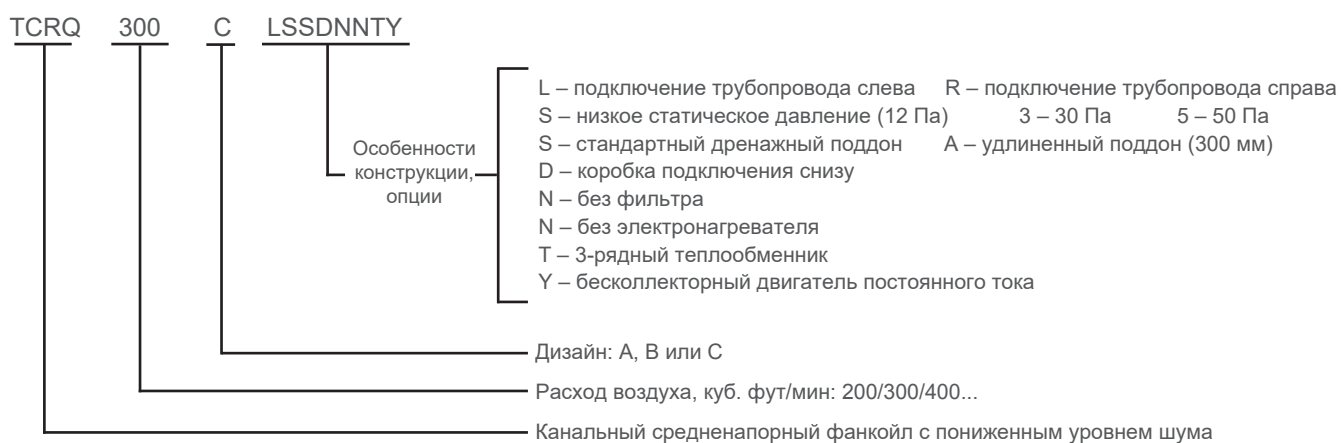 TCRQ 300 C LSSDNNTY
L – подключение трубопровода слева R – подключение трубопровода справа
S – низкое статическое давление (12 Па) 3 – 30 Па 5 – 50 Па
S – стандартный дренажный поддон A – удлиненный поддон (300 мм)
D – коробка подключения снизу
N – без фильтра
N – без электронагревателя
T – 3-рядный теплообменник
Y – бесколлекторный двигатель постоянного тока
Особенности
конструкции,
опции
Дизайн: A, B или C
Расход воздуха, куб. фут/мин: 200/300/400...
Канальный средненапорный фанкойл с пониженным уровнем шума